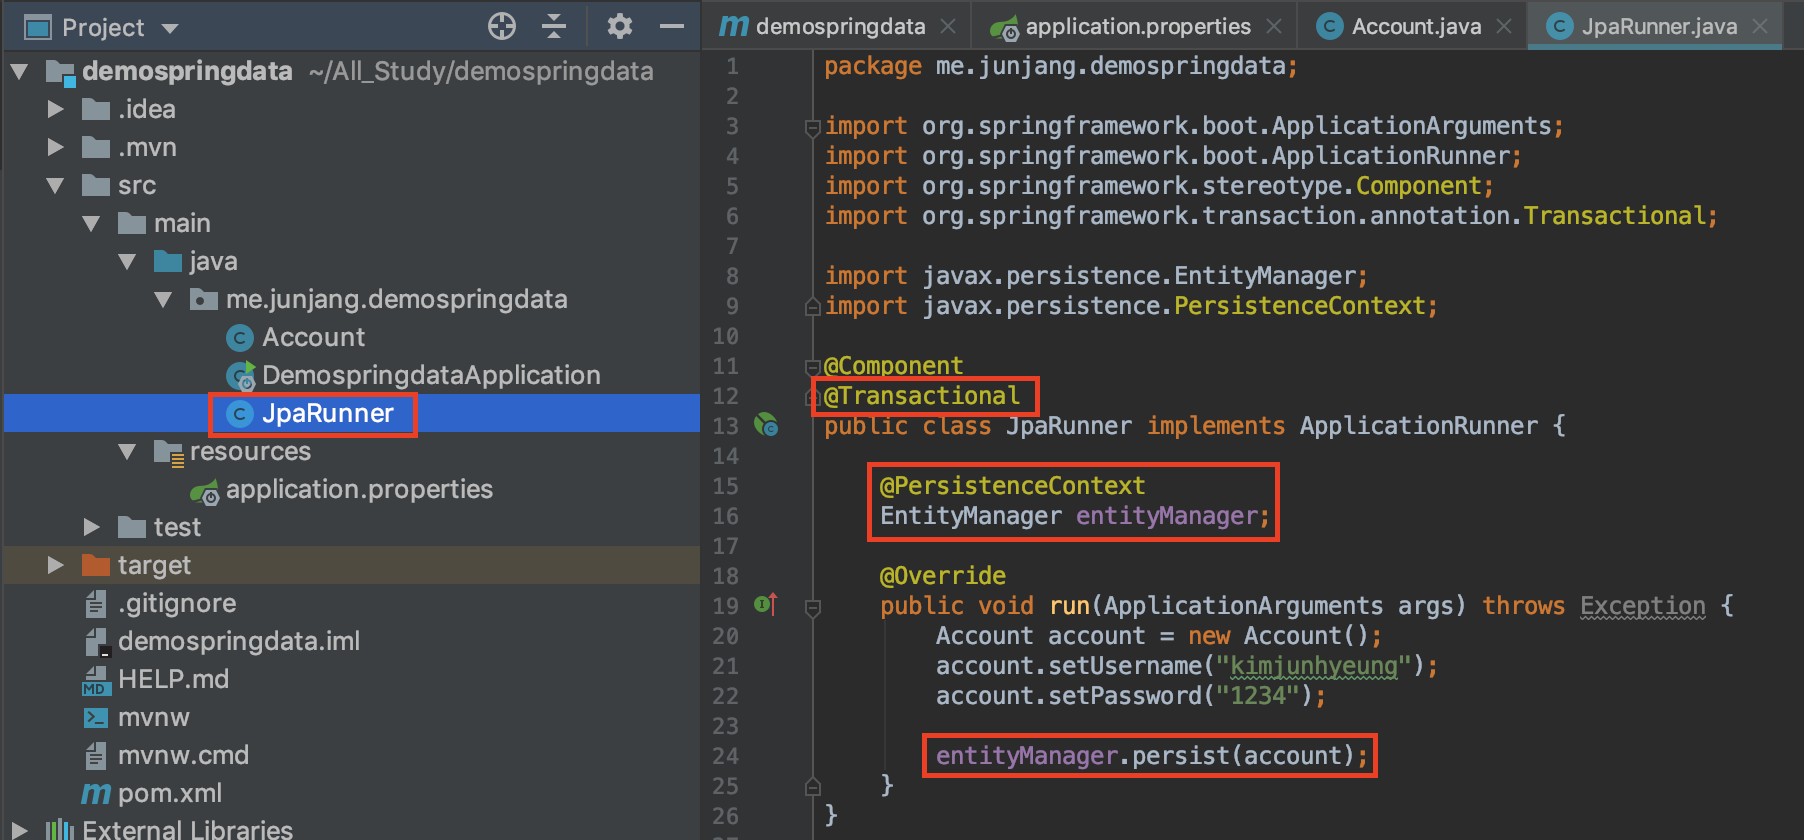 Project
demospringdata ~/All_Study/demospringdata
.idea
.mvn
src
main
java
me.junjang.demospringdata
Account
DemospringdataApplication
JpaRunner
resources
application.properties
test
target
.gitignore
demospringdata.iml
HELP.md
mvnw
mvnw.cmd
pom.xml
External Libraries
demospringdata
application.properties
Account.java
JpaRunner.java
1 package me.junjang.demospringdata;
2
3 import org.springframework.boot.ApplicationArguments;
4 import org.springframework.boot.ApplicationRunner;
5 import org.springframework.stereotype.Component;
6 import org.springframework.transaction.annotation.Transactional;
7
8 import javax.persistence.EntityManager;
9 import javax.persistence.PersistenceContext;
10
11 @Component
12 @Transactional
13 public class JpaRunner implements ApplicationRunner {
14
15 @PersistenceContext
16 EntityManager entityManager;
17
18 @Override
19 public void run(ApplicationArguments args) throws Exception {
20 Account account = new Account();
21 account.setUsername("kimjunhyeung");
22 account.setPassword("1234");
23
24 entityManager.persist(account);
25 }
26 }